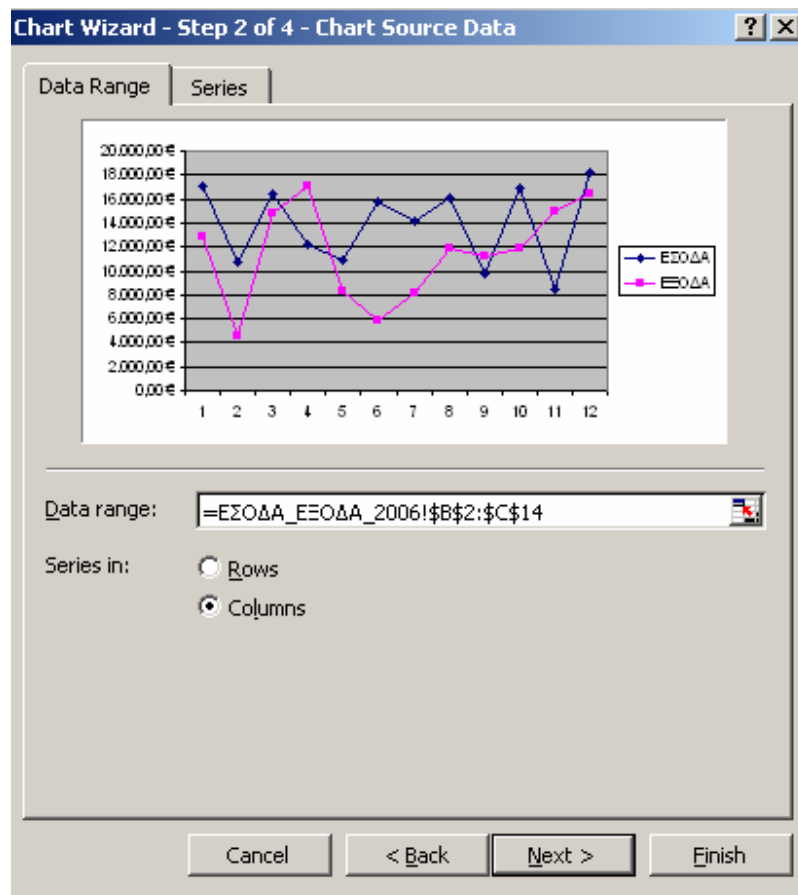 Chart Wizard - Step 2 of 4 - Chart Source Data
Data Range
Series
20.000,00 €
18.000,00 €
16.000,00 €
14.000,00 €
12.000,00 €
10.000,00 €
8.000,00 €
6.000,00 €
4.000,00 €
2.000,00 €
0,00 €
1 2 3 4 5 6 7 8 9 10 11 12
ΕΣΟΔΑ
ΕΞΟΔΑ
Data range:
=ΕΣΟΔΑ_ΕΞΟΔΑ_2006!$B$2:$C$14
Series in:
Rows
Columns
Cancel
< Back
Next >
Finish